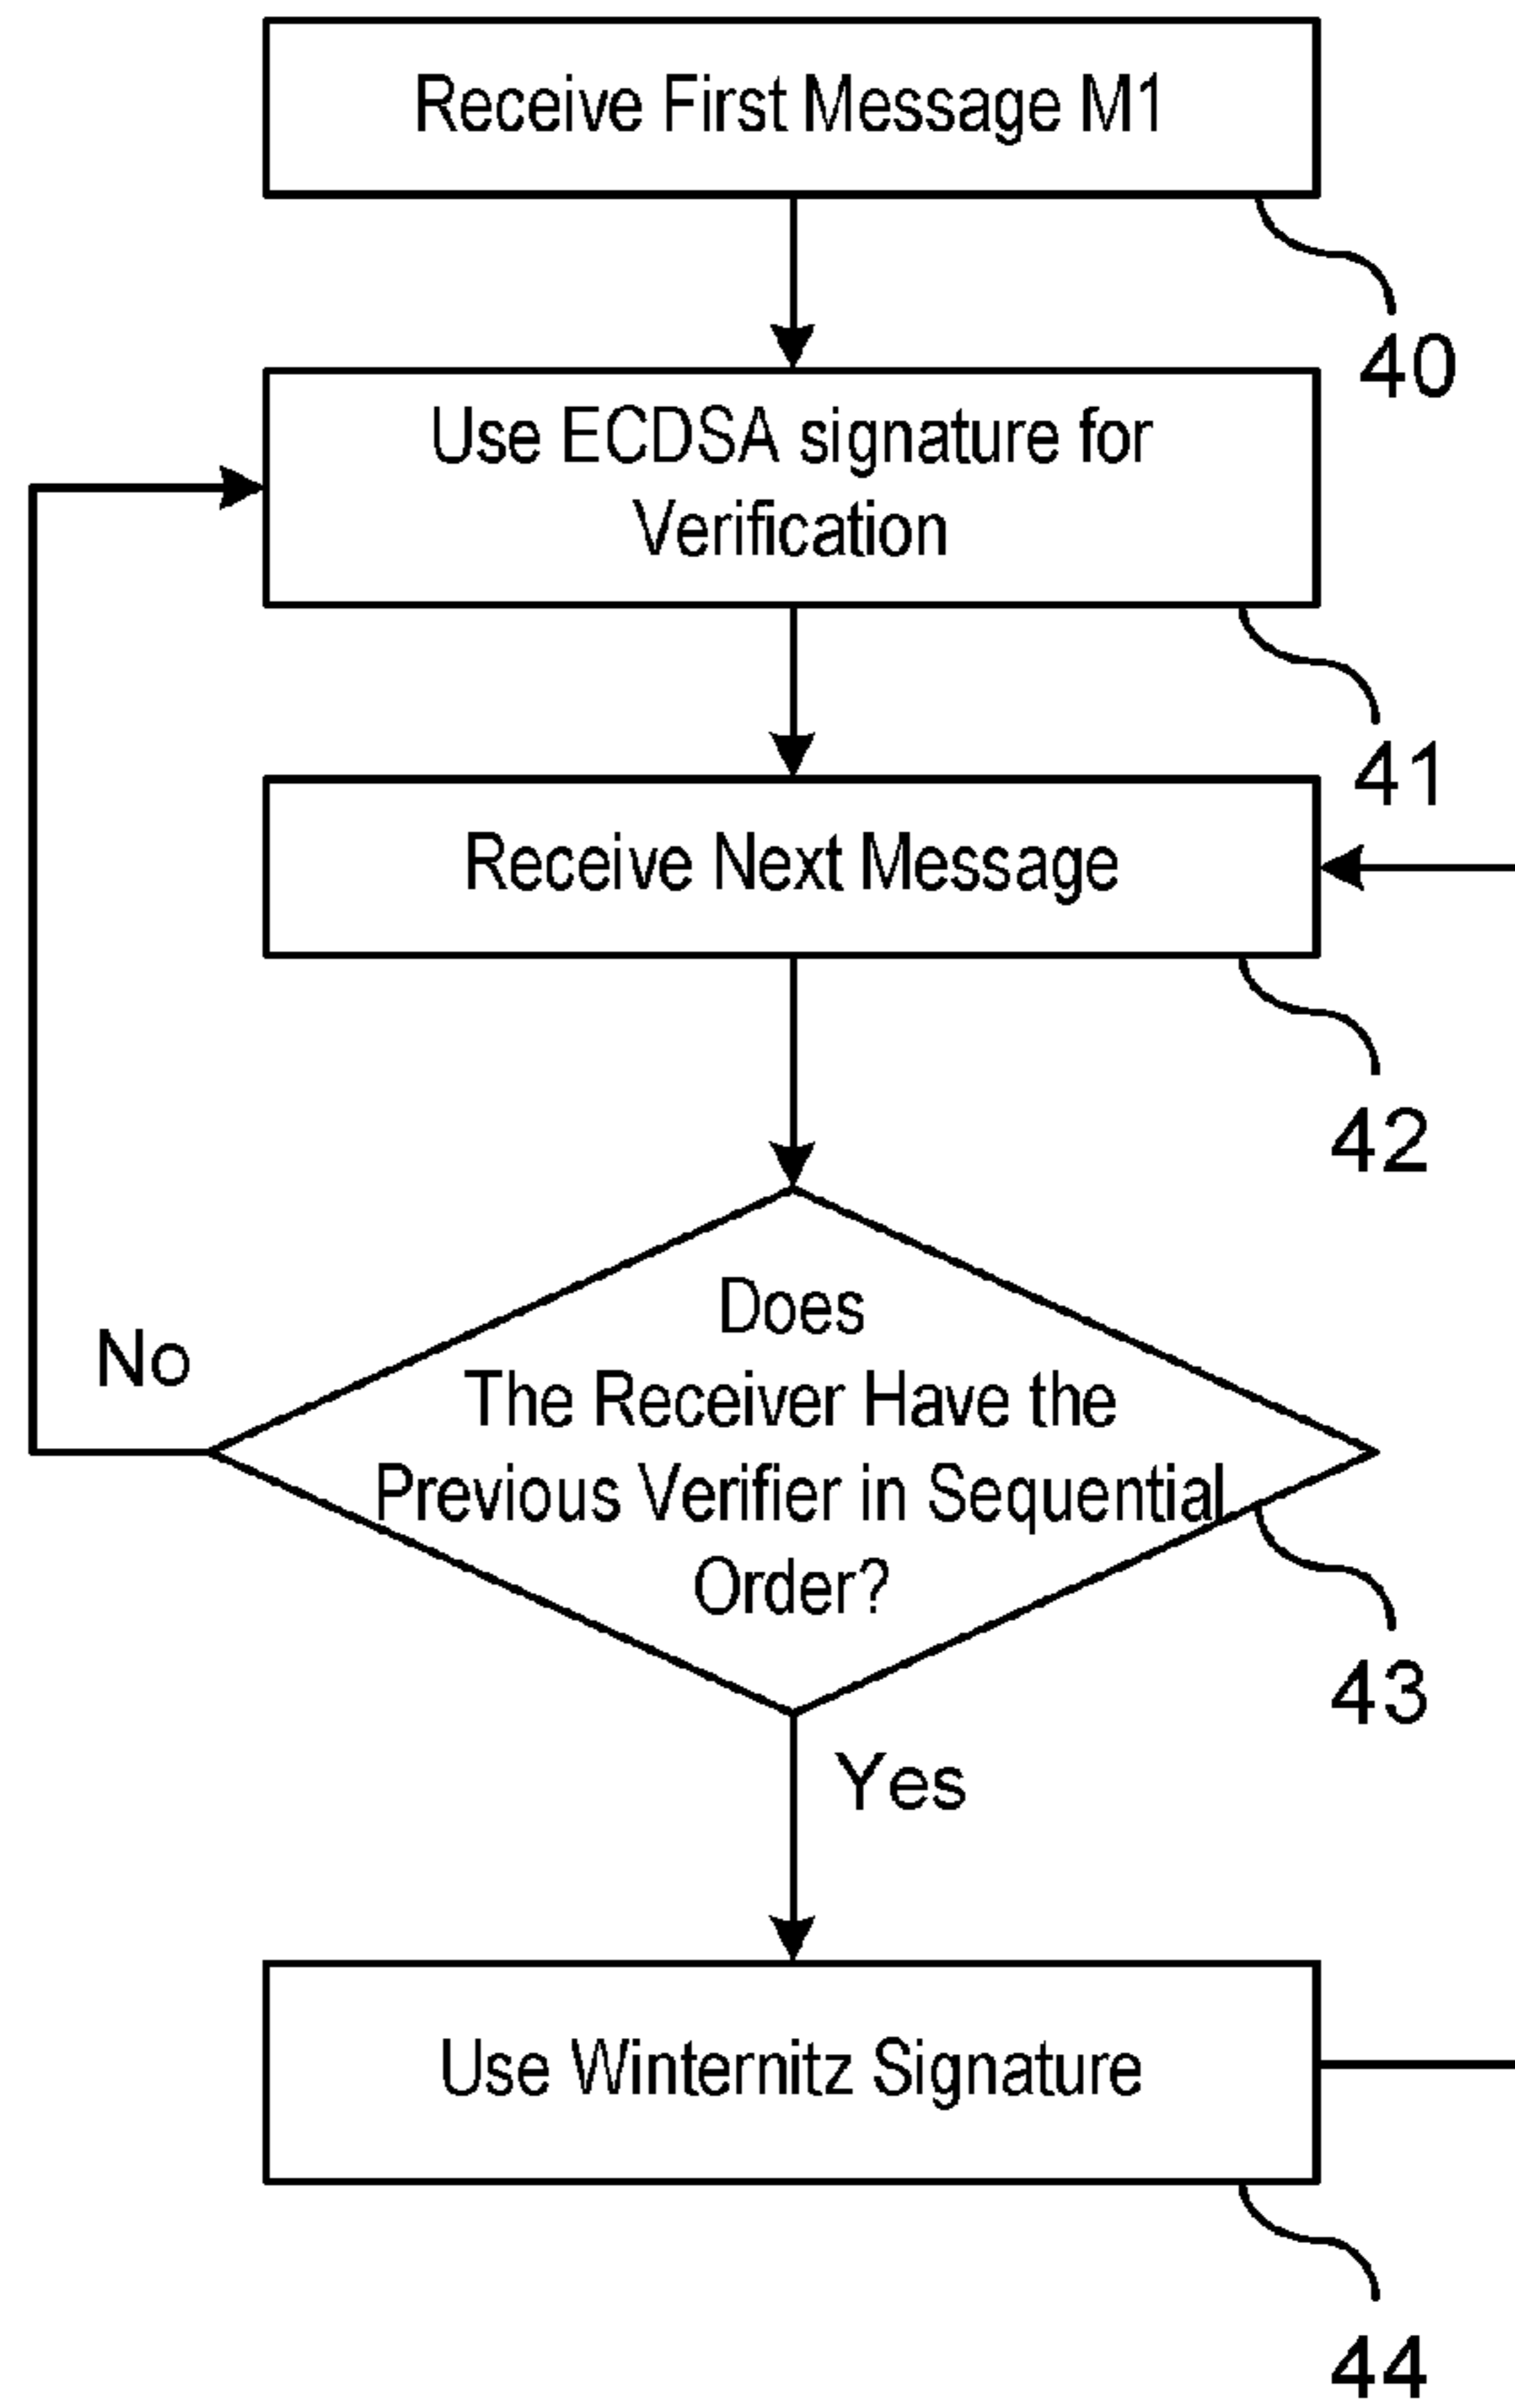 Receive First Message M1
40
Use ECDSA signature for
Verification
41
Receive Next Message
42
Does
The Receiver Have the
Previous Verifier in Sequential
Order?
No
43
Yes
Use Winternitz Signature
44